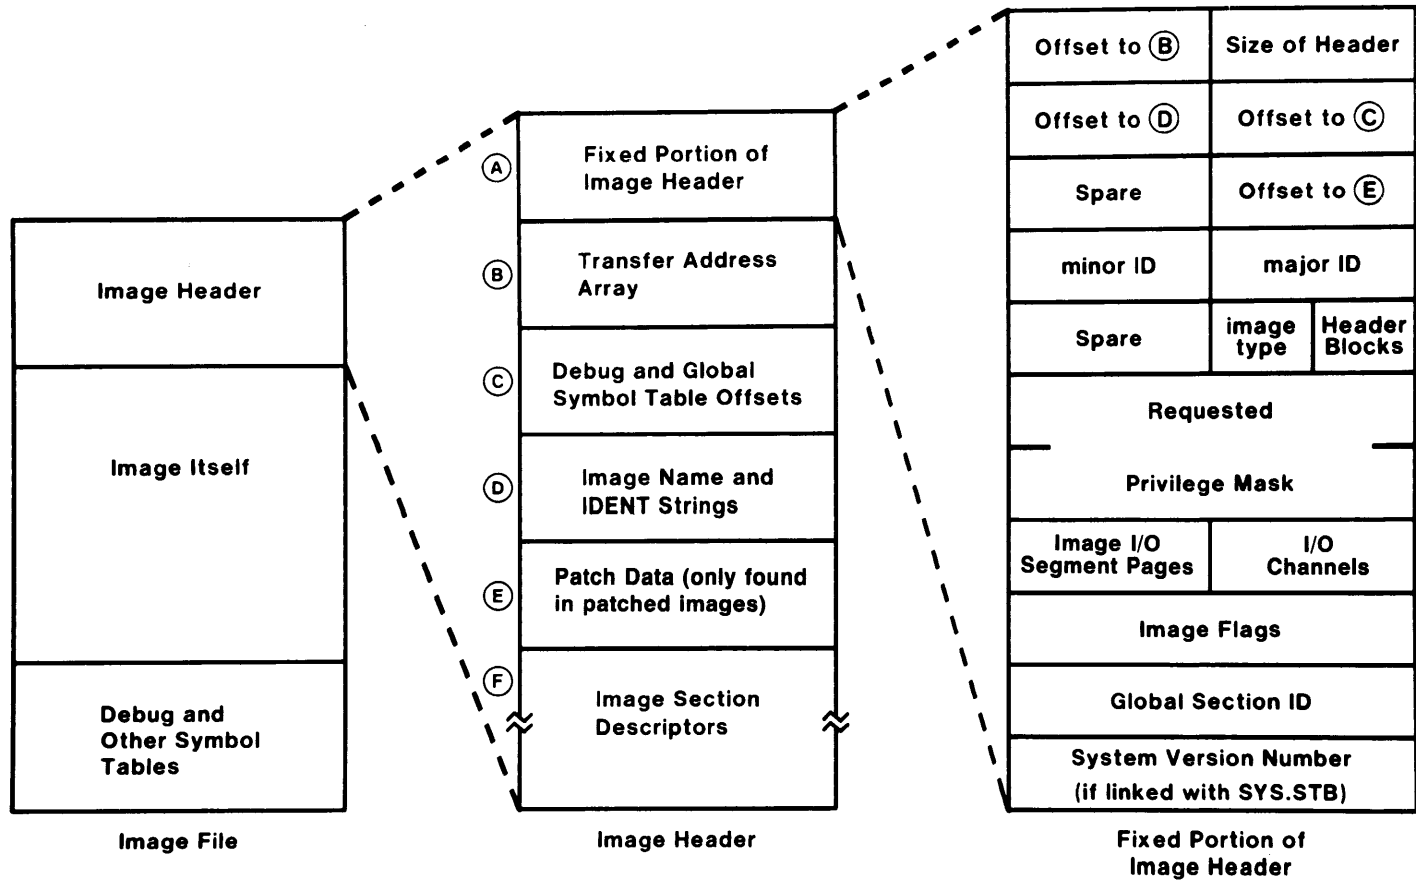 Image Header
Image Itself
Debug and
Other Symbol
Tables
Image File
A
Fixed Portion of
Image Header
B
Transfer Address
Array
C
Debug and Global
Symbol Table Offsets
D
Image Name and
IDENT Strings
E
Patch Data (only found
in patched images)
F
Image Section
Descriptors
Image Header
Offset to B
Size of Header
Offset to D
Offset to C
Spare
Offset to E
minor ID
major ID
Spare
image
type
Header
Blocks
Requested
Privilege Mask
Image I/O
Segment Pages
I/O
Channels
Image Flags
Global Section ID
System Version Number
(if linked with SYS.STB)
Fixed Portion of
Image Header